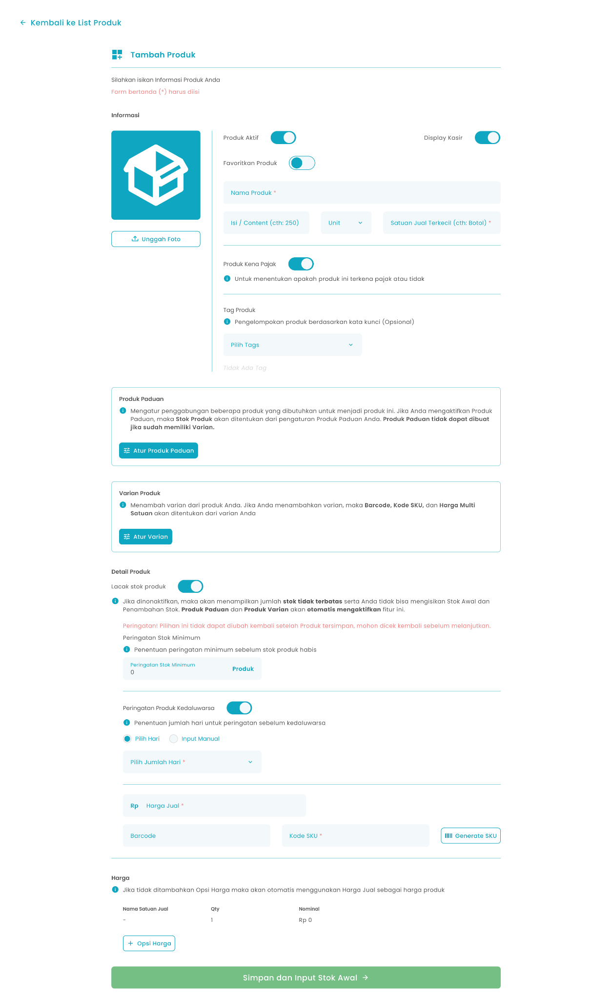 Kembali ke List Produk
Tambah Produk
Silahkan isikan Informasi Produk Anda
Form bertanda (*) harus diisi
Informasi
Produk Aktif
Display Kasir
Favoritkan Produk
Nama Produk *
Isi / Content (cth: 250)
Unit
Satuan Jual Terkecil (cth: Botol) *
Unggah Foto
Produk Kena Pajak
Untuk menentukan apakah produk ini terkena pajak atau tidak
Tag Produk
Pengelompokan produk berdasarkan kata kunci (Opsional)
Pilih Tags
Tidak Ada Tag
Produk Paduan
Mengatur penggabungan beberapa produk yang dibutuhkan untuk menjadi produk ini. Jika Anda mengaktifkan Produk
Paduan, maka Stok Produk akan ditentukan dari pengaturan Produk Paduan Anda. Produk Paduan tidak dapat dibuat
jika sudah memiliki Varian.
Atur Produk Paduan
Varian Produk
Menambah varian dari produk Anda. Jika Anda menambahkan varian, maka Barcode, Kode SKU, dan Harga Multi
Satuan akan ditentukan dari varian Anda
Atur Varian
Detail Produk
Lacak stok produk
Jika dinonaktifkan, maka akan menampilkan jumlah stok tidak terbatas serta Anda tidak bisa mengisikan Stok Awal dan
Penambahan Stok. Produk Paduan dan Produk Varian akan otomatis mengaktifkan fitur ini.
Peringatan! Pilihan ini tidak dapat diubah kembali setelah Produk tersimpan, mohon dicek kembali sebelum melanjutkan.
Peringatan Stok Minimum
Penentuan peringatan minimum sebelum stok produk habis
Peringatan Stok Minimum
0
Produk
Peringatan Produk Kedaluwarsa
Penentuan jumlah hari untuk peringatan sebelum kedaluwarsa
Pilih Hari
Input Manual
Pilih Jumlah Hari *
Rp Harga Jual *
Barcode
Kode SKU *
Generate SKU
Harga
Jika tidak ditambahkan Opsi Harga maka akan otomatis menggunakan Harga Jual sebagai harga produk
Nama Satuan Jual Qty Nominal
- 1 Rp 0
+ Opsi Harga
Simpan dan Input Stok Awal